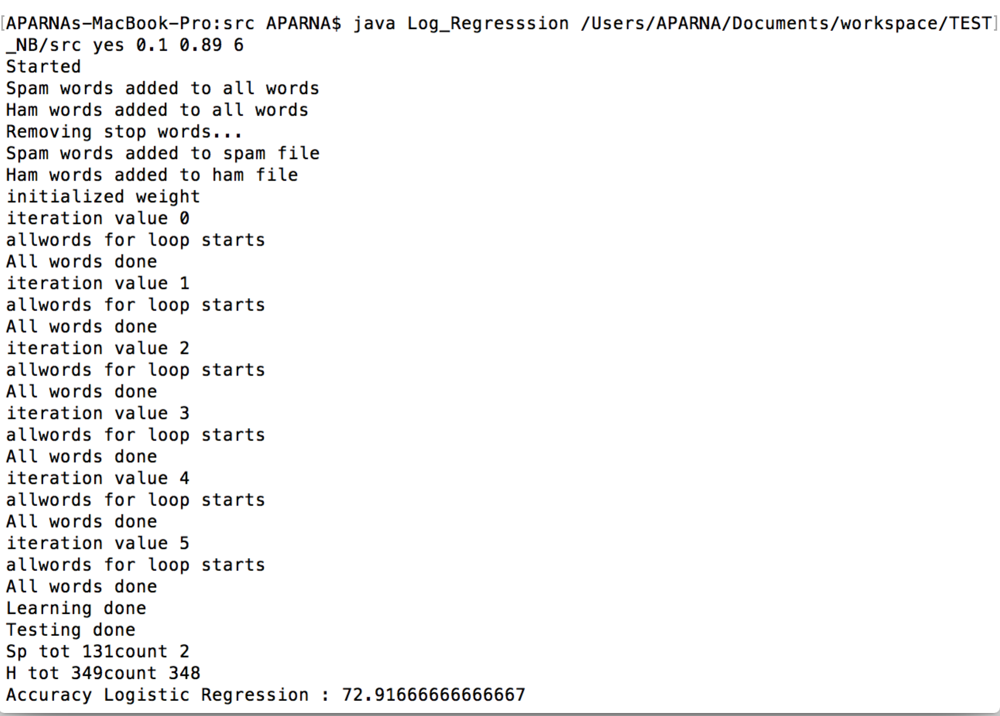 [APARNAs-MacBook-Pro:src APARNA$ java Log_Regresssion /Users/APARNA/Documents/workspace/TEST]
_NB/src yes 0.1 0.89 6
Started
Spam words added to all words
Ham words added to all words
Removing stop words...
Spam words added to spam file
Ham words added to ham file
initialized weight
iteration value 0
allwords for loop starts
All words done
iteration value 1
allwords for loop starts
All words done
iteration value 2
allwords for loop starts
All words done
iteration value 3
allwords for loop starts
All words done
iteration value 4
allwords for loop starts
All words done
iteration value 5
allwords for loop starts
All words done
Learning done
Testing done
Sp tot 131count 2
H tot 349count 348
Accuracy Logistic Regression : 72.91666666666667